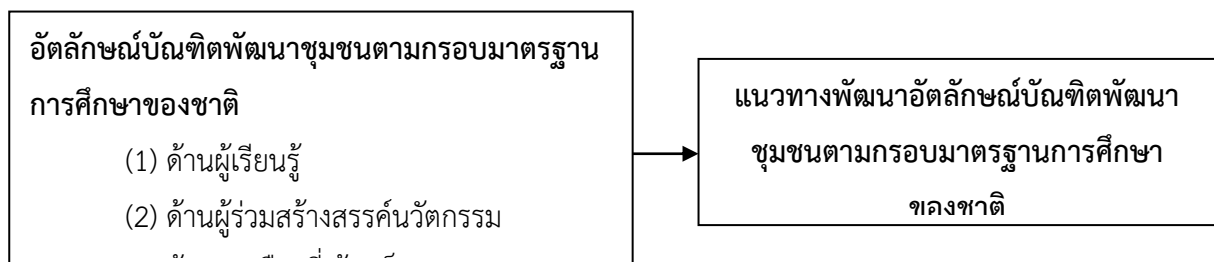 อัตลักษณ์บัณฑิตพัฒนาชุมชนตามกรอบมาตรฐาน
การศึกษาของชาติ
(1) ด้านผู้เรียนรู้
(2) ด้านผู้ร่วมสร้างสรรค์นวัตกรรม
แนวทางพัฒนาอัตลักษณ์บัณฑิตพัฒนา
ชุมชนตามกรอบมาตรฐานการศึกษา
ของชาติ